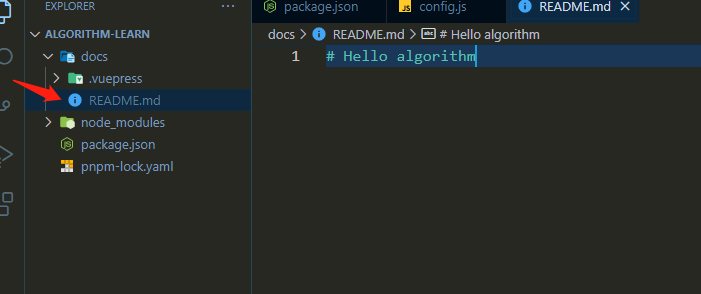 EXPLORER ...
ALGORITHM-LEARN
docs
.vuepress
README.md
node_modules
package.json
pnpm-lock.yaml
package.json JS config.js README.md
docs > README.md > abc # Hello algorithm
1 # Hello algorithm